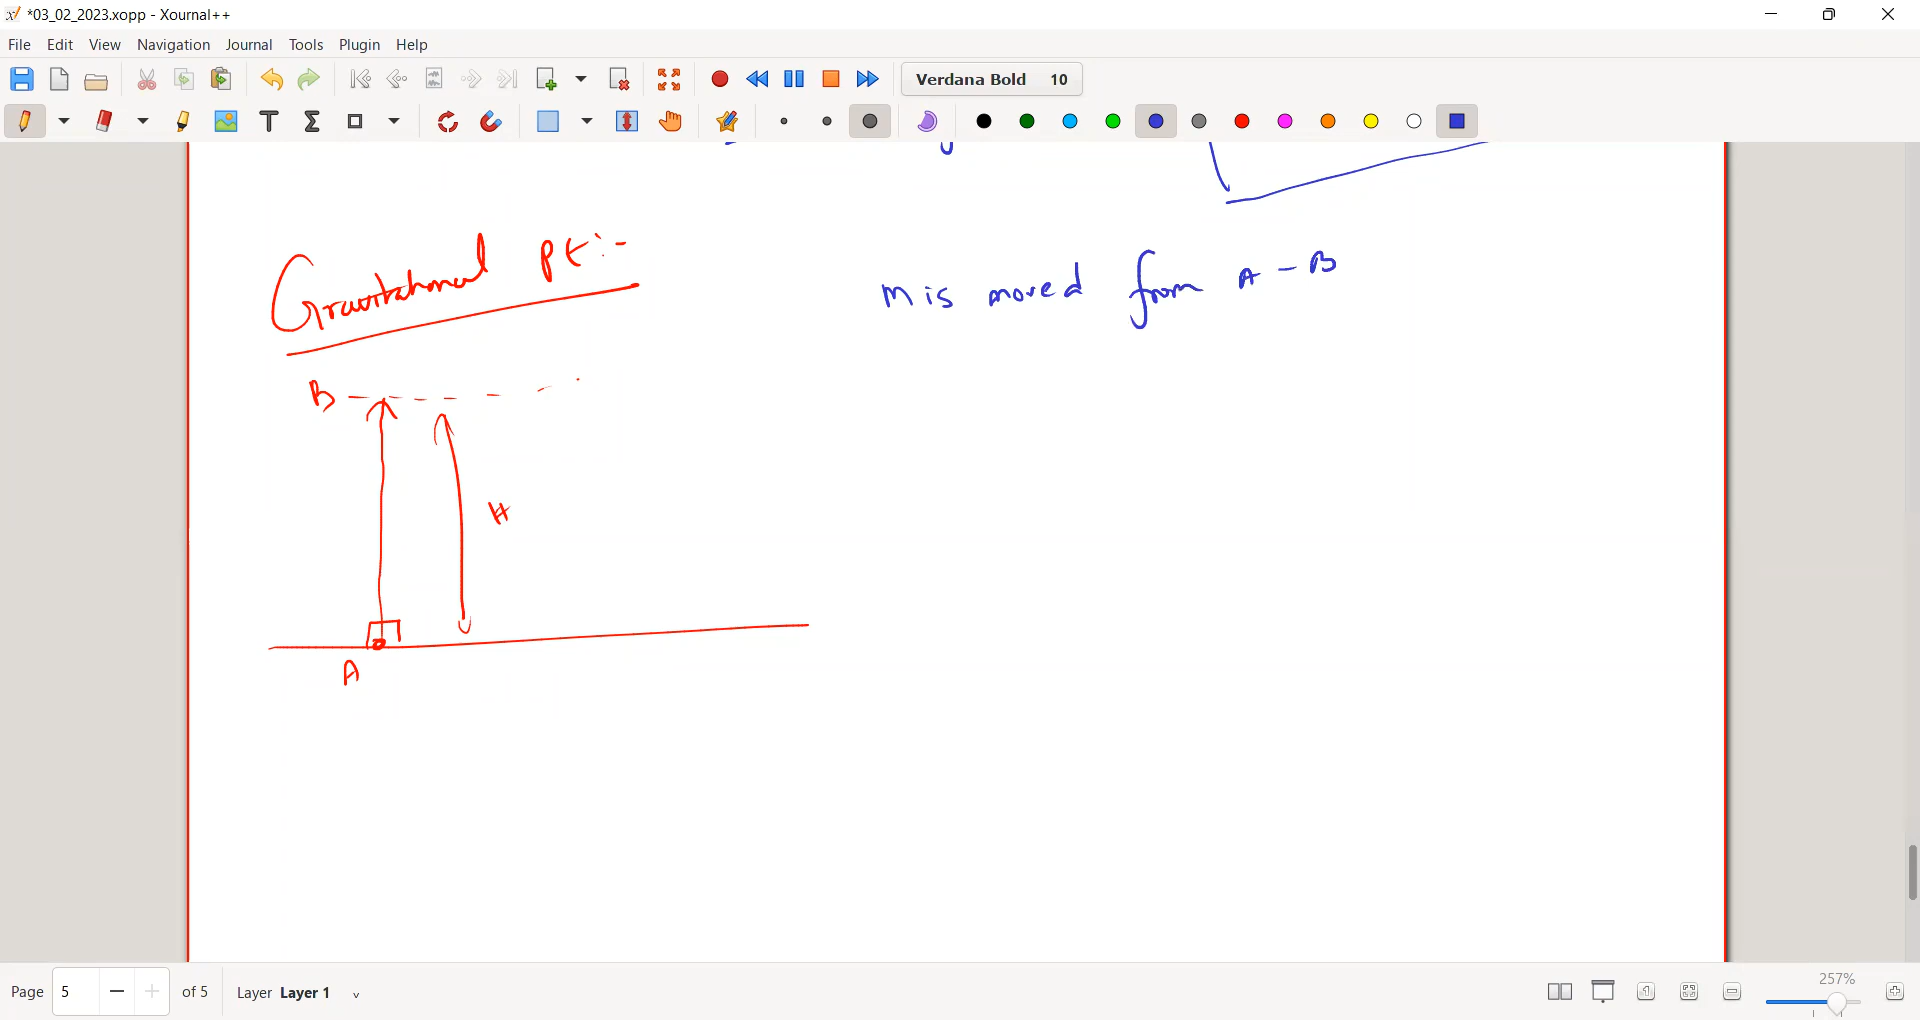 *03_02_2023.xopp - Xournal++
File Edit View Navigation Journal Tools Plugin Help
Verdana Bold 10
Gravitational pt:-
m is moved from A - B
B
H
A
Page 5 of 5 Layer Layer 1
257%